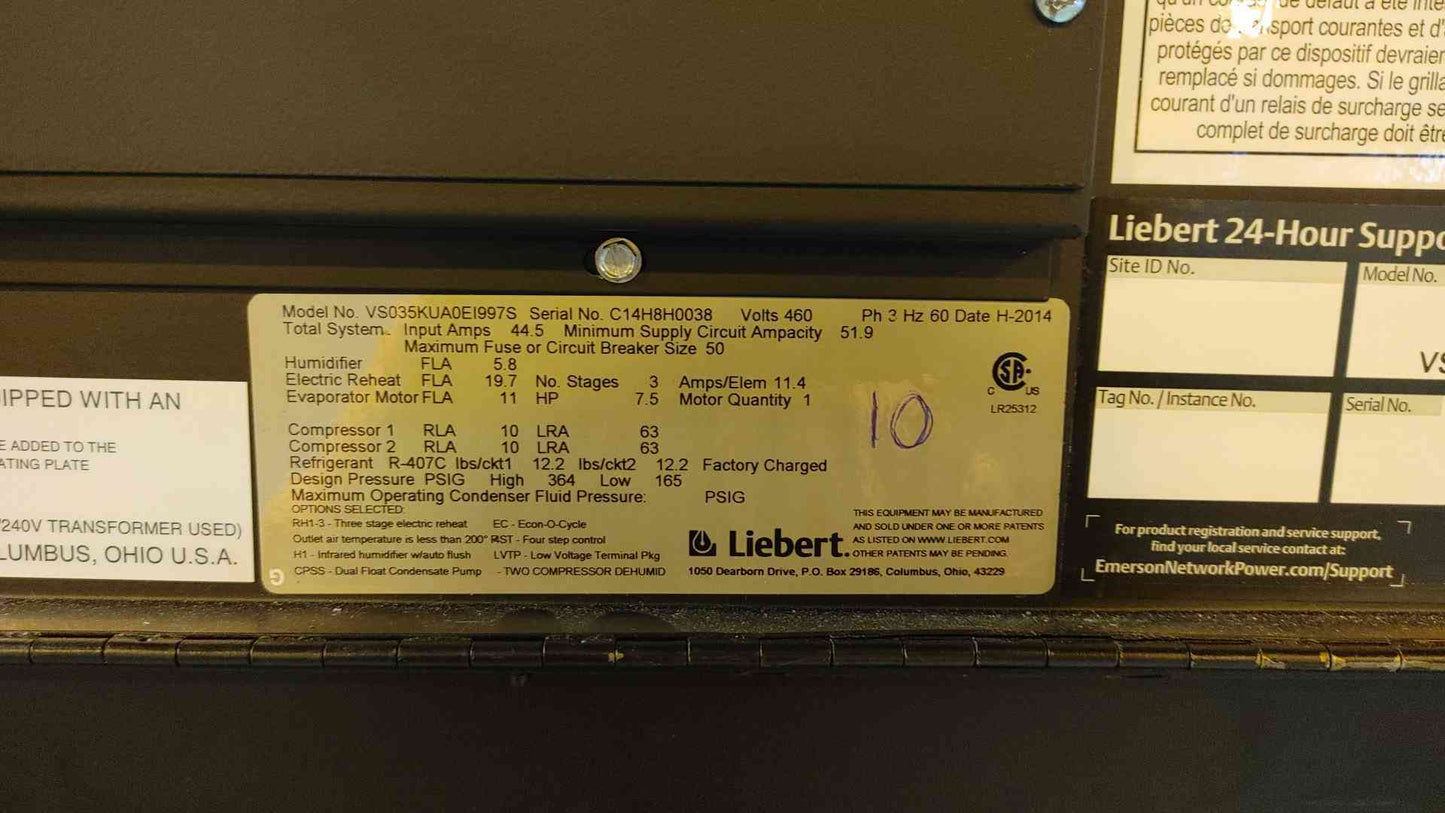 qu'un
de défaut a été inte
pièces de transport courantes et d'
protégés par ce dispositif devraien
remplacé si dommages. Si le grilla
courant d'un relais de surcharge se
complet de surcharge doit être
Liebert 24-Hour Suppo
Site ID No.
Model No.
VS
Tag No. / Instance No.
Serial No.
For product registration and service support,
find your local service contact at:
EmersonNetworkPower.com/Support
Model No. VS035KUA0EI997S Serial No. C14H8H0038 Volts 460 Ph 3 Hz 60 Date H-2014
Total System. Input Amps 44.5 Minimum Supply Circuit Ampacity 51.9
Maximum Fuse or Circuit Breaker Size 50
Humidifier FLA 5.8
Electric Reheat FLA 19.7 No. Stages 3 Amps/Elem 11.4
Evaporator Motor FLA 11 HP 7.5 Motor Quantity 1
Compressor 1 RLA 10 LRA 63
Compressor 2 RLA 10 LRA 63
Refrigerant R-407C lbs/ckt1 12.2 lbs/ckt2 12.2 Factory Charged
Design Pressure PSIG High 364 Low 165
Maximum Operating Condenser Fluid Pressure: PSIG
OPTIONS SELECTED:
RH1-3 - Three stage electric reheat EC - Econ-O-Cycle
Outlet air temperature is less than 200° 4ST - Four step control
H1 - Infrared humidifier w/auto flush LVTP - Low Voltage Terminal Pkg
CPSS - Dual Float Condensate Pump - TWO COMPRESSOR DEHUMID
G
10
C SA US
LR25312
Liebert.
THIS EQUIPMENT MAY BE MANUFACTURED
AND SOLD UNDER ONE OR MORE PATENTS
AS LISTED ON WWW.LIEBERT.COM
OTHER PATENTS MAY BE PENDING.
1050 Dearborn Drive, P.O. Box 29186, Columbus, Ohio, 43229
IPPED WITH AN
E ADDED TO THE
ATING PLATE
/240V TRANSFORMER USED)
LUMBUS, OHIO U.S.A.